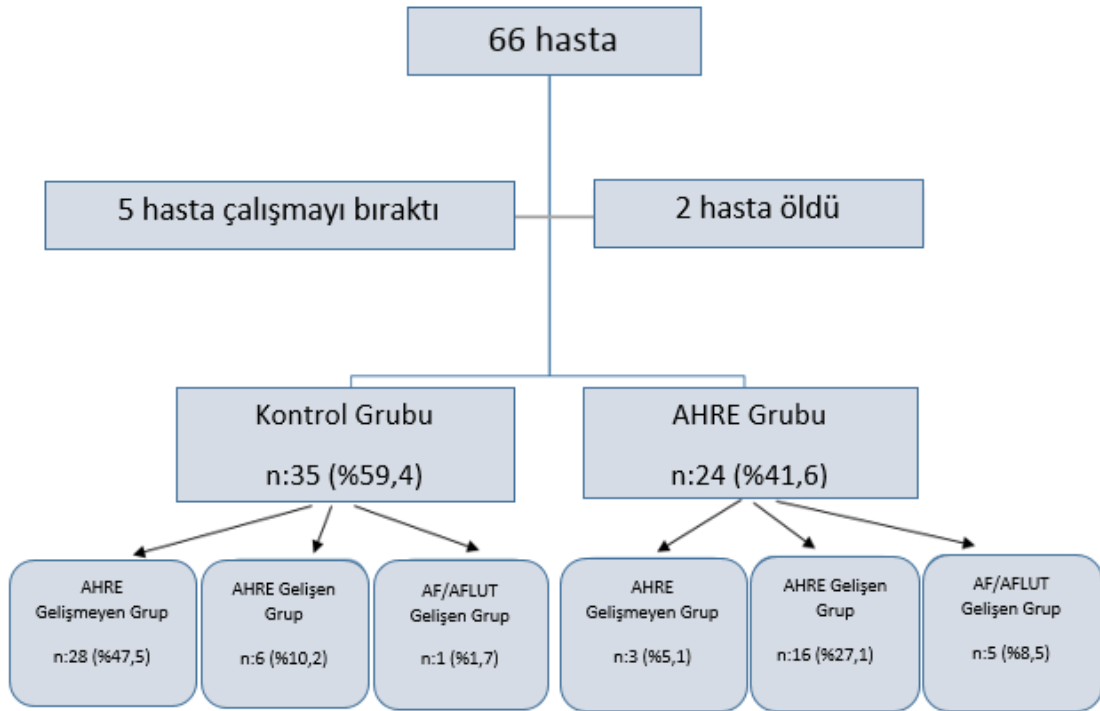 66 hasta
5 hasta çalışmayı bıraktı
2 hasta öldü
Kontrol Grubu
n:35 (%59,4)
AHRE Grubu
n:24 (%41,6)
AHRE
Gelişmeyen Grup
n:28 (%47,5)
AHRE Gelişen
Grup
n:6 (%10,2)
AF/AFLUT
Gelişen Grup
n:1 (%1,7)
AHRE
Gelişmeyen Grup
n:3 (%5,1)
AHRE Gelişen
Grup
n:16 (%27,1)
AF/AFLUT
Gelişen Grup
n:5 (%8,5)